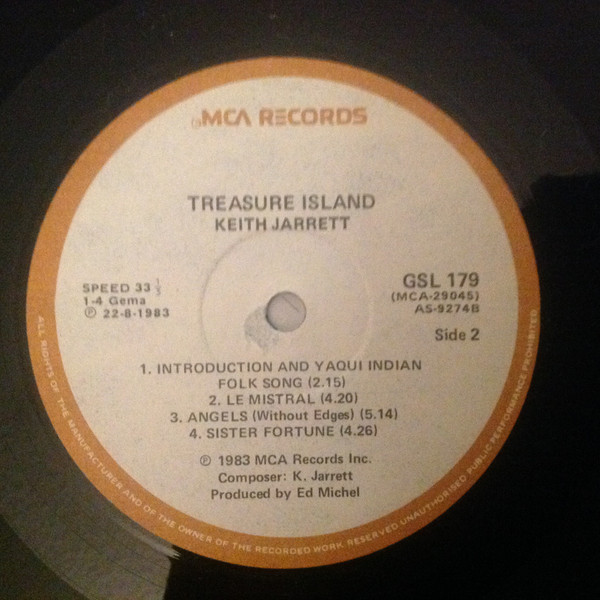 MCA RECORDS
TREASURE ISLAND
KEITH JARRETT
SPEED 33 1/3
1-4 Gema
℗ 22-8-1983
GSL 179
(MCA-29045)
AS-9274B
Side 2
1. INTRODUCTION AND YAQUI INDIAN
FOLK SONG (2.15)
2. LE MISTRAL (4.20)
3. ANGELS (Without Edges) (5.14)
4. SISTER FORTUNE (4.26)
℗ 1983 MCA Records Inc.
Composer: K. Jarrett
Produced by Ed Michel
ALL RIGHTS OF THE MANUFACTURER AND OF THE OWNER OF THE RECORDED WORK RESERVED UNAUTHORISED PUBLIC PERFORMANCE PROHIBITED